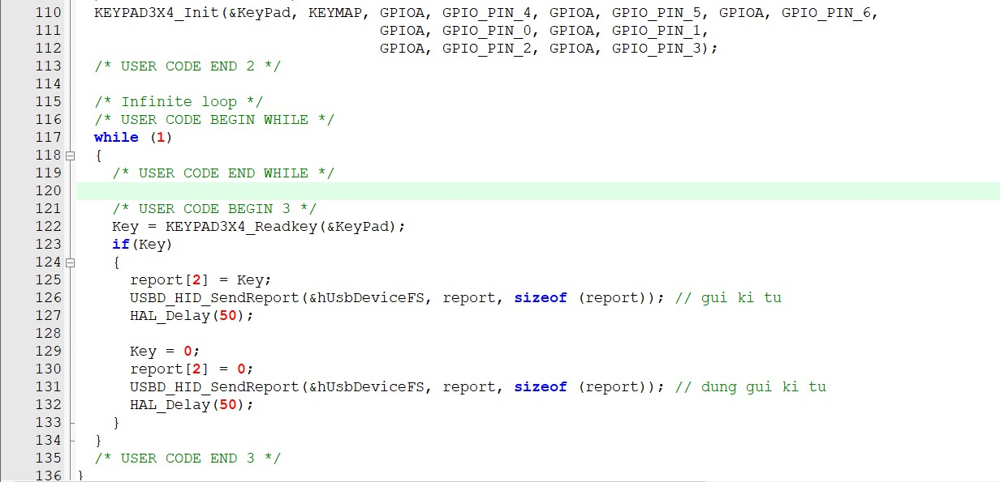 110 KEYPAD3X4_Init(&KeyPad, KEYMAP, GPIOA, GPIO_PIN_4, GPIOA, GPIO_PIN_5, GPIOA, GPIO_PIN_6,
111 GPIOA, GPIO_PIN_0, GPIOA, GPIO_PIN_1,
112 GPIOA, GPIO_PIN_2, GPIOA, GPIO_PIN_3);
113 /* USER CODE END 2 */
114
115 /* Infinite loop */
116 /* USER CODE BEGIN WHILE */
117 while (1)
118 {
119 /* USER CODE END WHILE */
120
121 /* USER CODE BEGIN 3 */
122 Key = KEYPAD3X4_Readkey(&KeyPad);
123 if(Key)
124 {
125 report[2] = Key;
126 USBD_HID_SendReport(&hUsbDeviceFS, report, sizeof (report)); // gui ki tu
127 HAL_Delay(50);
128
129 Key = 0;
130 report[2] = 0;
131 USBD_HID_SendReport(&hUsbDeviceFS, report, sizeof (report)); // dung gui ki tu
132 HAL_Delay(50);
133 }
134 }
135 /* USER CODE END 3 */
136 }